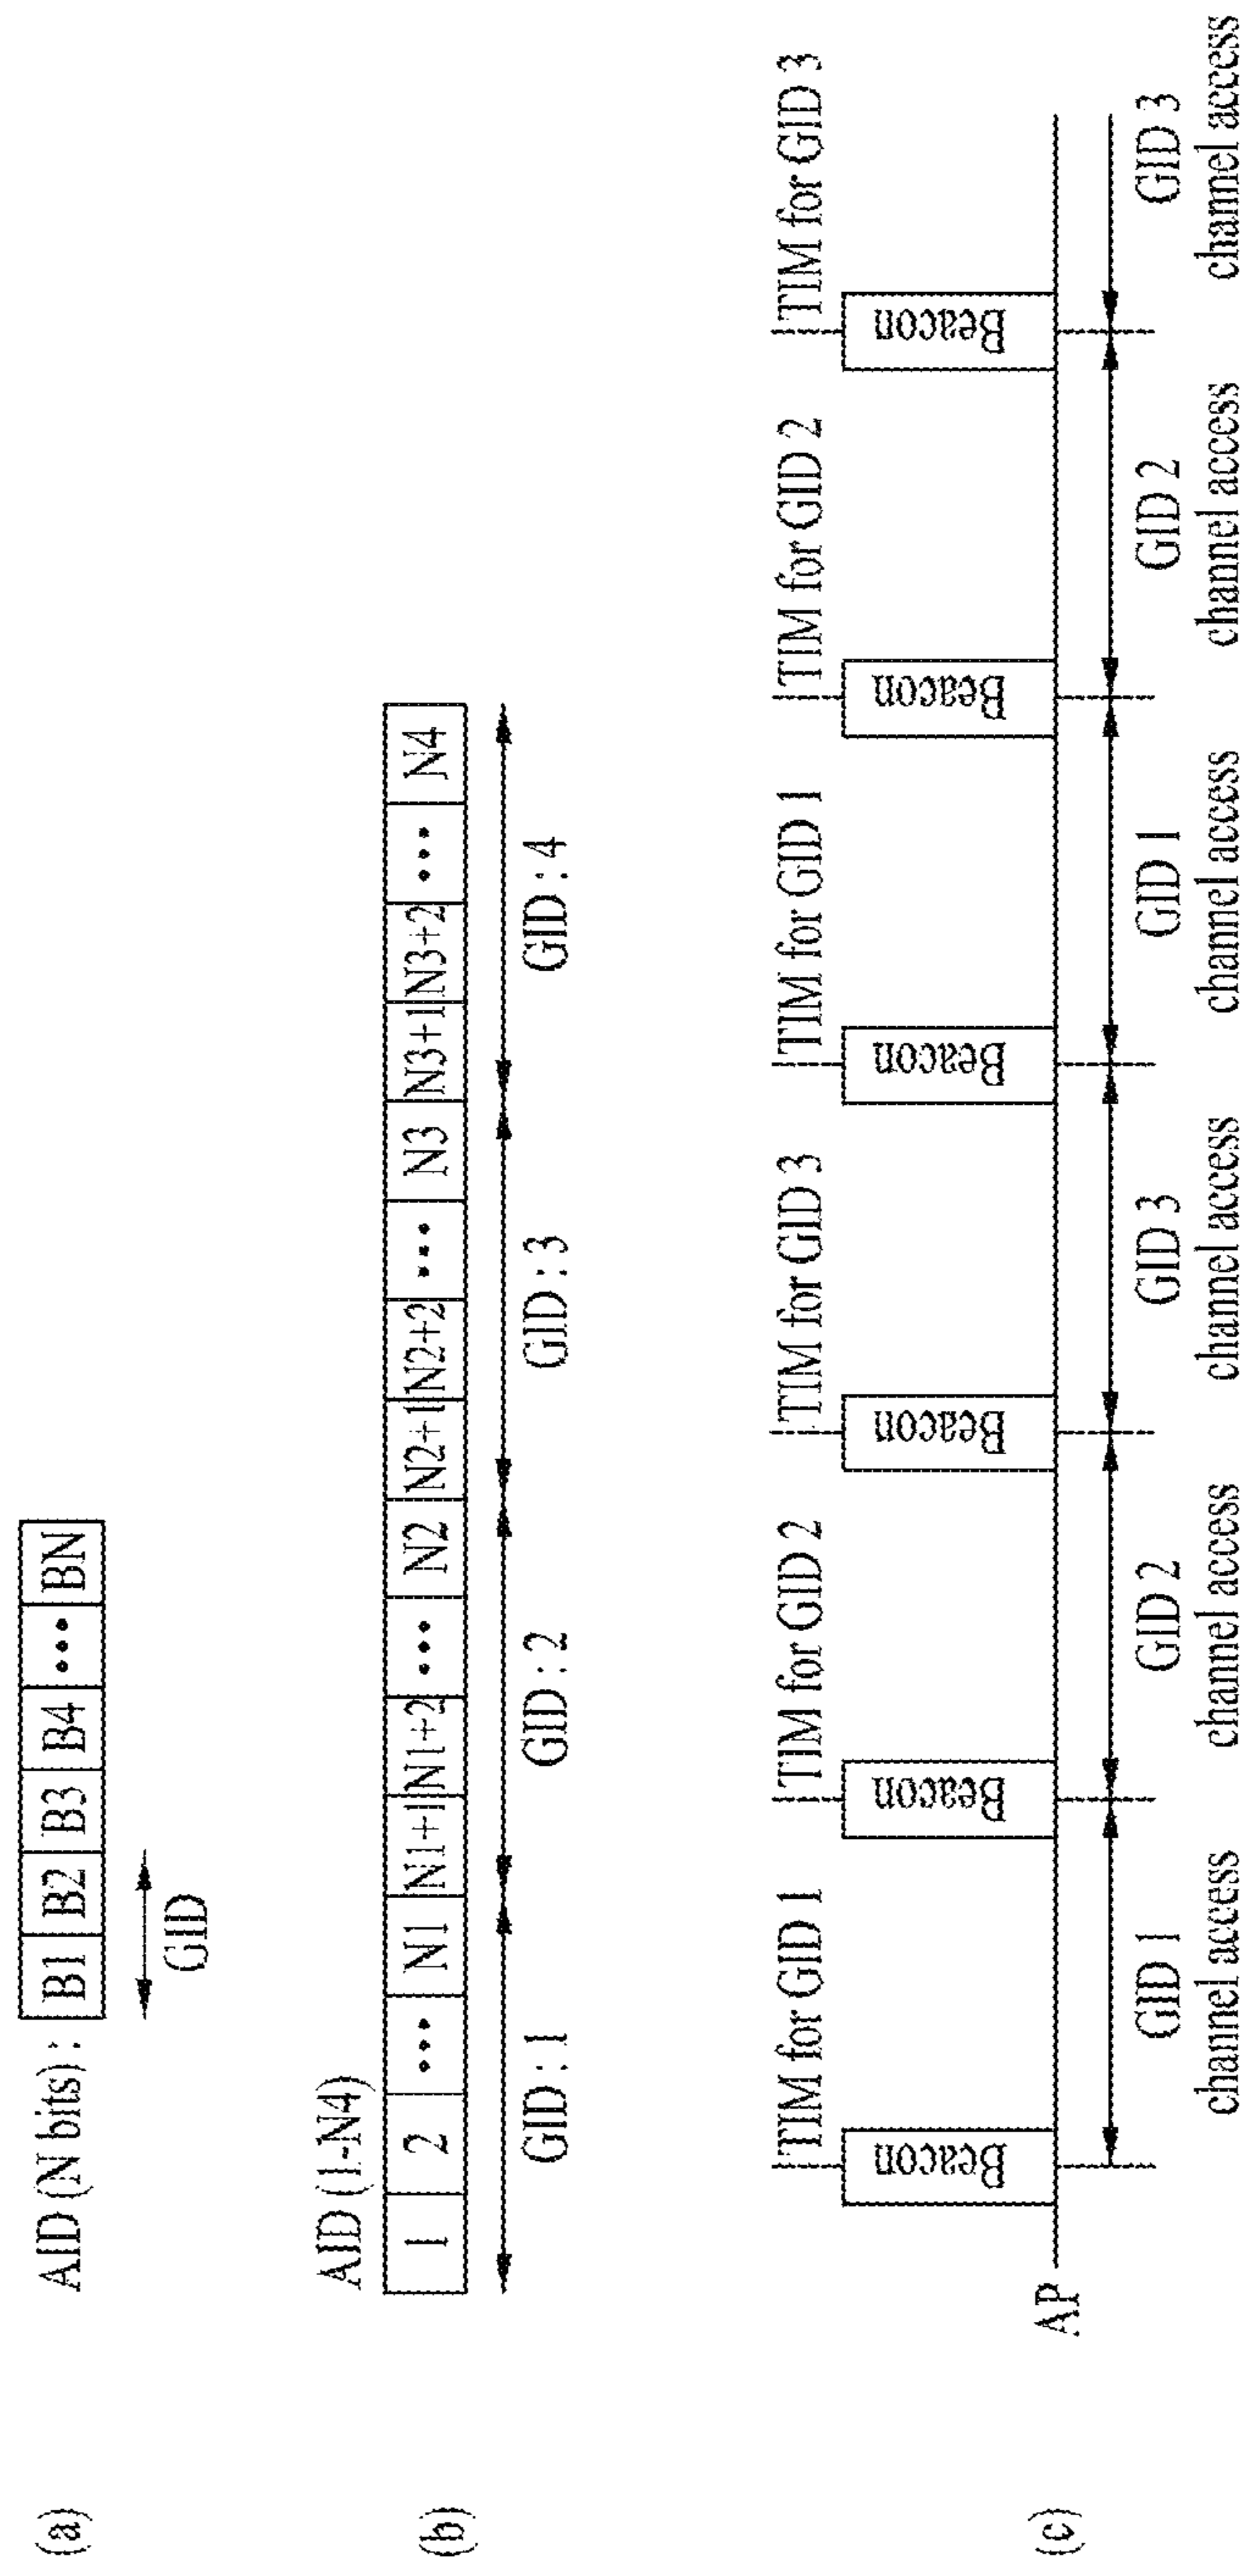 (a)
AID (N bits) :
B1 B2 B3 B4 ••• BN
GID
(b)
AID (1-N4)
1 2 ••• N1 N1+1 N1+2 ••• N2 N2+1 N2+2 ••• N3 N3+1 N3+2 ••• N4
GID : 1 GID : 2 GID : 3 GID : 4
(c)
TIM for GID 1 TIM for GID 2 TIM for GID 3 TIM for GID 1 TIM for GID 2 TIM for GID 3
Beacon Beacon Beacon Beacon Beacon Beacon
AP
GID 1 GID 2 GID 3 GID 1 GID 2 GID 3
channel access channel access channel access channel access channel access channel access